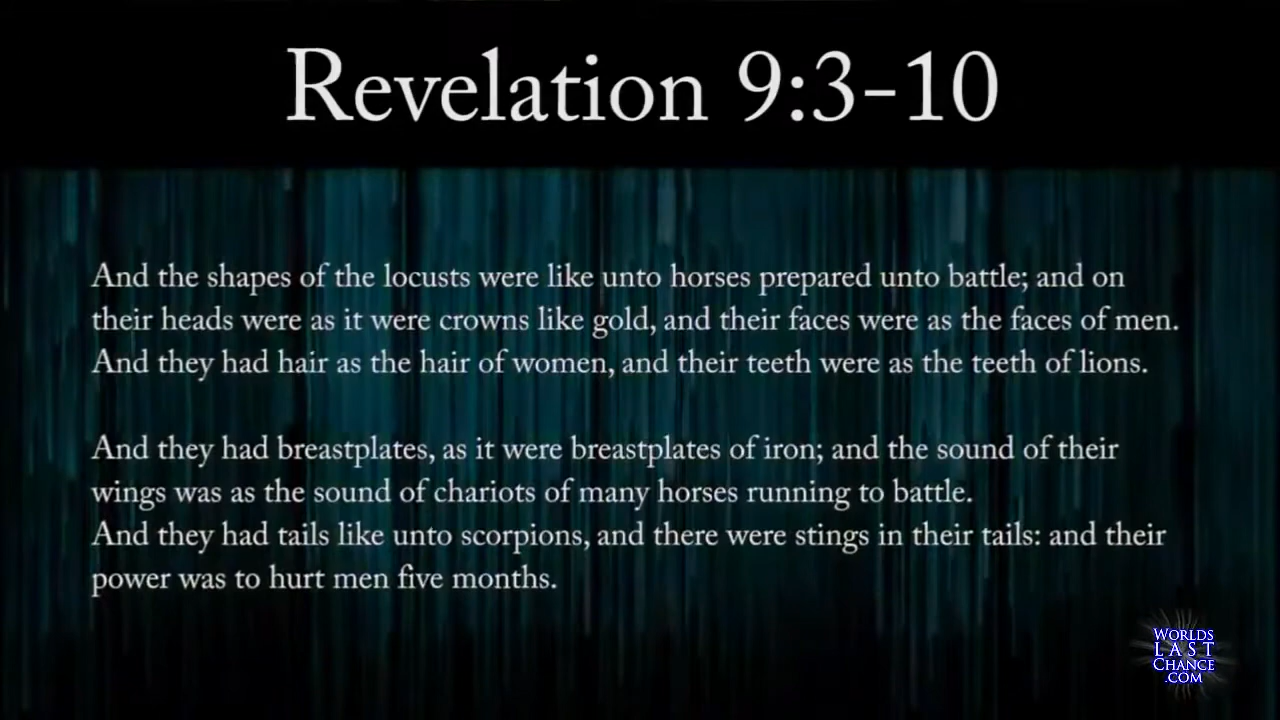 Revelation 9:3-10
And the shapes of the locusts were like unto horses prepared unto battle; and on
their heads were as it were crowns like gold, and their faces were as the faces of men.
And they had hair as the hair of women, and their teeth were as the teeth of lions.
And they had breastplates, as it were breastplates of iron; and the sound of their
wings was as the sound of chariots of many horses running to battle.
And they had tails like unto scorpions, and there were stings in their tails: and their
power was to hurt men five months.
WORLDS
LAST
CHANCE
.COM